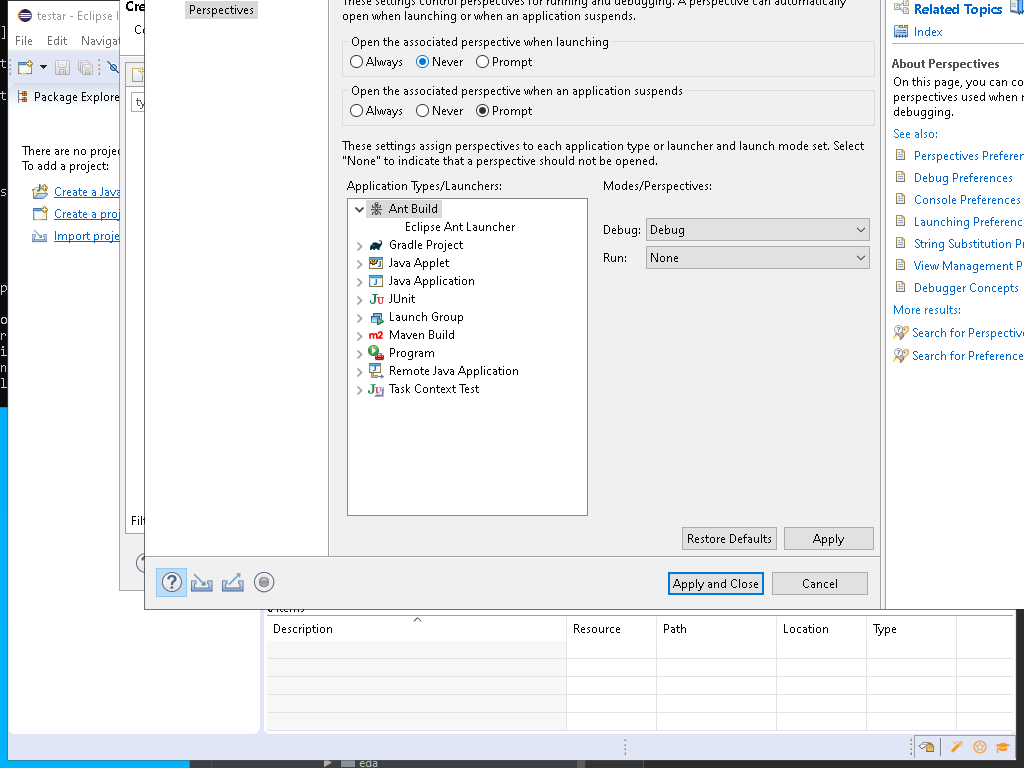 testar - Eclipse I
File Edit Navigat
Package Explore
There are no projec
To add a project:
Create a Java
Create a proj
Import proje
Cre
Perspectives
These settings control perspectives for running and debugging. A perspective can automatically
open when launching or when an application suspends.
Open the associated perspective when launching
Always Never Prompt
Open the associated perspective when an application suspends
Always Never Prompt
These settings assign perspectives to each application type or launcher and launch mode set. Select
"None" to indicate that a perspective should not be opened.
Application Types/Launchers:
Modes/Perspectives:
Ant Build
Eclipse Ant Launcher
Gradle Project
Java Applet
Java Application
JUnit
Launch Group
Maven Build
Program
Remote Java Application
Task Context Test
Debug: Debug
Run: None
Restore Defaults Apply
Apply and Close Cancel
Related Topics
Index
About Perspectives
On this page, you can co
perspectives used when r
debugging.
See also:
Perspectives Preferen
Debug Preferences
Console Preferences
Launching Preferenc
String Substitution Pr
View Management P
Debugger Concepts
More results:
Search for Perspective
Search for Preference
Filt
0 items
Description Resource Path Location Type
eda